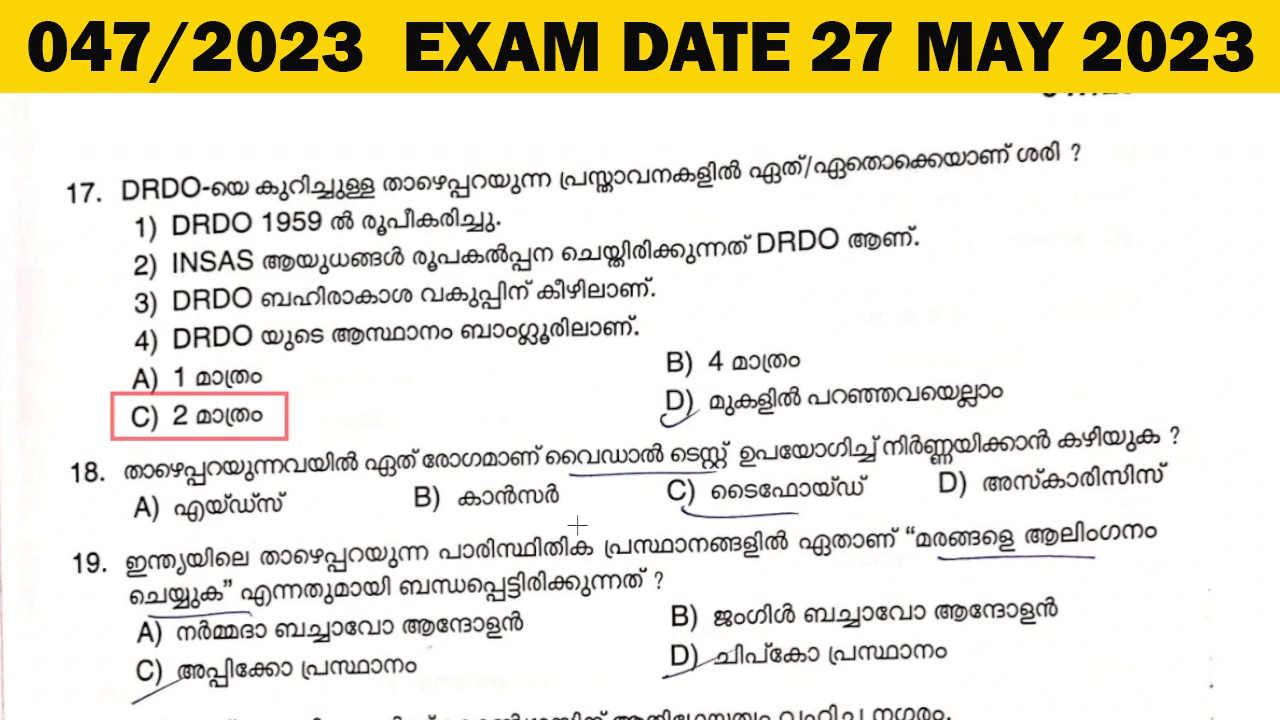 047/2023 EXAM DATE 27 MAY 2023
17. DRDO-യെ കുറിച്ചുള്ള താഴെപ്പറയുന്ന പ്രസ്താവനകളിൽ ഏത്/ഏതൊക്കെയാണ് ശരി ?
1) DRDO 1959 ൽ രൂപീകരിച്ചു.
2) INSAS ആയുധങ്ങൾ രൂപകൽപ്പന ചെയ്തിരിക്കുന്നത് DRDO ആണ്.
3) DRDO ബഹിരാകാശ വകുപ്പിന് കീഴിലാണ്.
4) DRDO യുടെ ആസ്ഥാനം ബാംഗ്ലൂരിലാണ്.
A) 1 മാത്രം B) 4 മാത്രം
C) 2 മാത്രം D) മുകളിൽ പറഞ്ഞവയെല്ലാം
18. താഴെപ്പറയുന്നവയിൽ ഏത് രോഗമാണ് വൈഡാൽ ടെസ്റ്റ് ഉപയോഗിച്ച് നിർണ്ണയിക്കാൻ കഴിയുക ?
A) എയ്ഡ്സ് B) കാൻസർ C) ടൈഫോയ്ഡ് D) അസ്കാരിസിസ്
19. ഇന്ത്യയിലെ താഴെപ്പറയുന്ന പാരിസ്ഥിതിക പ്രസ്ഥാനങ്ങളിൽ ഏതാണ് “മരങ്ങളെ ആലിംഗനം
ചെയ്യുക” എന്നതുമായി ബന്ധപ്പെട്ടിരിക്കുന്നത് ?
A) നർമ്മദാ ബച്ചാവോ ആന്ദോളൻ B) ജംഗിൾ ബച്ചാവോ ആന്ദോളൻ
C) അപ്പിക്കോ പ്രസ്ഥാനം D) ചിപ്കോ പ്രസ്ഥാനം